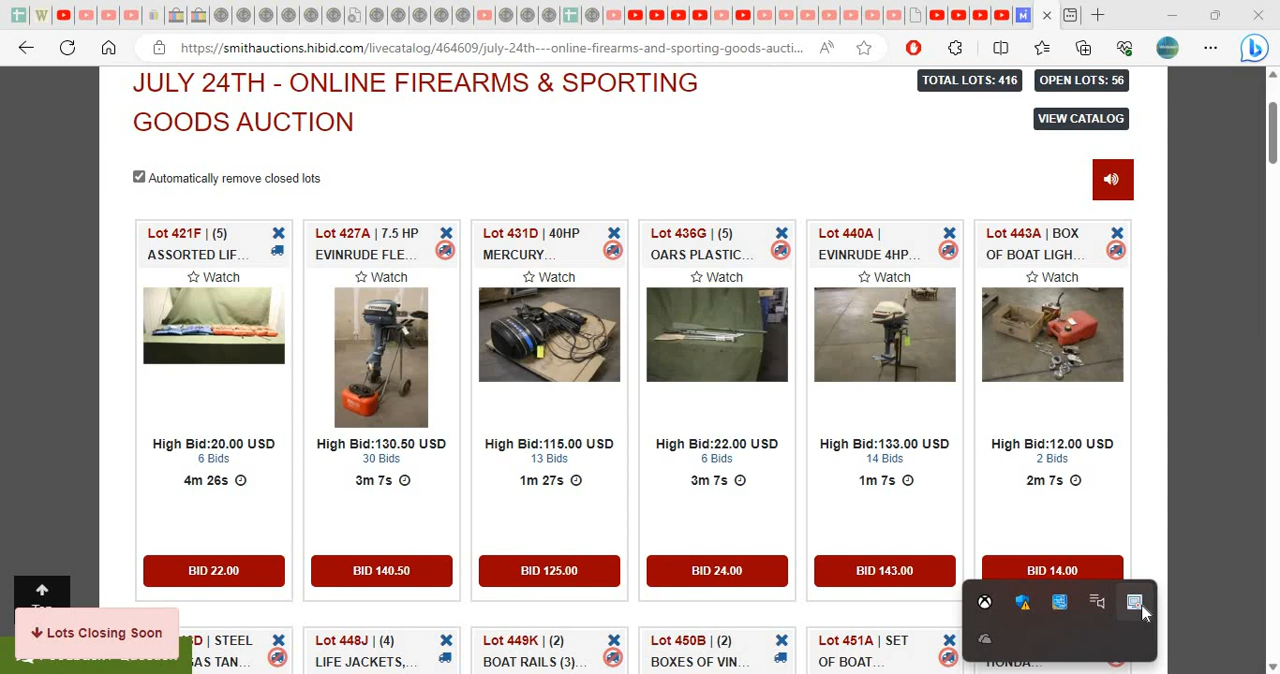 https://smithauctions.hibid.com/livecatalog/464609/july-24th---online-firearms-and-sporting-goods-aucti...
JULY 24TH - ONLINE FIREARMS & SPORTING
GOODS AUCTION
TOTAL LOTS: 416
OPEN LOTS: 56
VIEW CATALOG
Automatically remove closed lots
Lot 421F | (5)
ASSORTED LIF...
Watch
High Bid:20.00 USD
6 Bids
4m 26s
BID 22.00
Lot 427A | 7.5 HP
EVINRUDE FLE...
Watch
High Bid:130.50 USD
30 Bids
3m 7s
BID 140.50
Lot 431D | 40HP
MERCURY...
Watch
High Bid:115.00 USD
13 Bids
1m 27s
BID 125.00
Lot 436G | (5)
OARS PLASTIC...
Watch
High Bid:22.00 USD
6 Bids
3m 7s
BID 24.00
Lot 440A |
EVINRUDE 4HP...
Watch
High Bid:133.00 USD
14 Bids
1m 7s
BID 143.00
Lot 443A | BOX
OF BOAT LIGH...
Watch
High Bid:12.00 USD
2 Bids
2m 7s
BID 14.00
Lots Closing Soon
D | STEEL
GAS TAN...
Lot 448J | (4)
LIFE JACKETS,...
Lot 449K | (2)
BOAT RAILS (3)...
Lot 450B | (2)
BOXES OF VIN...
Lot 451A | SET
OF BOAT...
HONDA